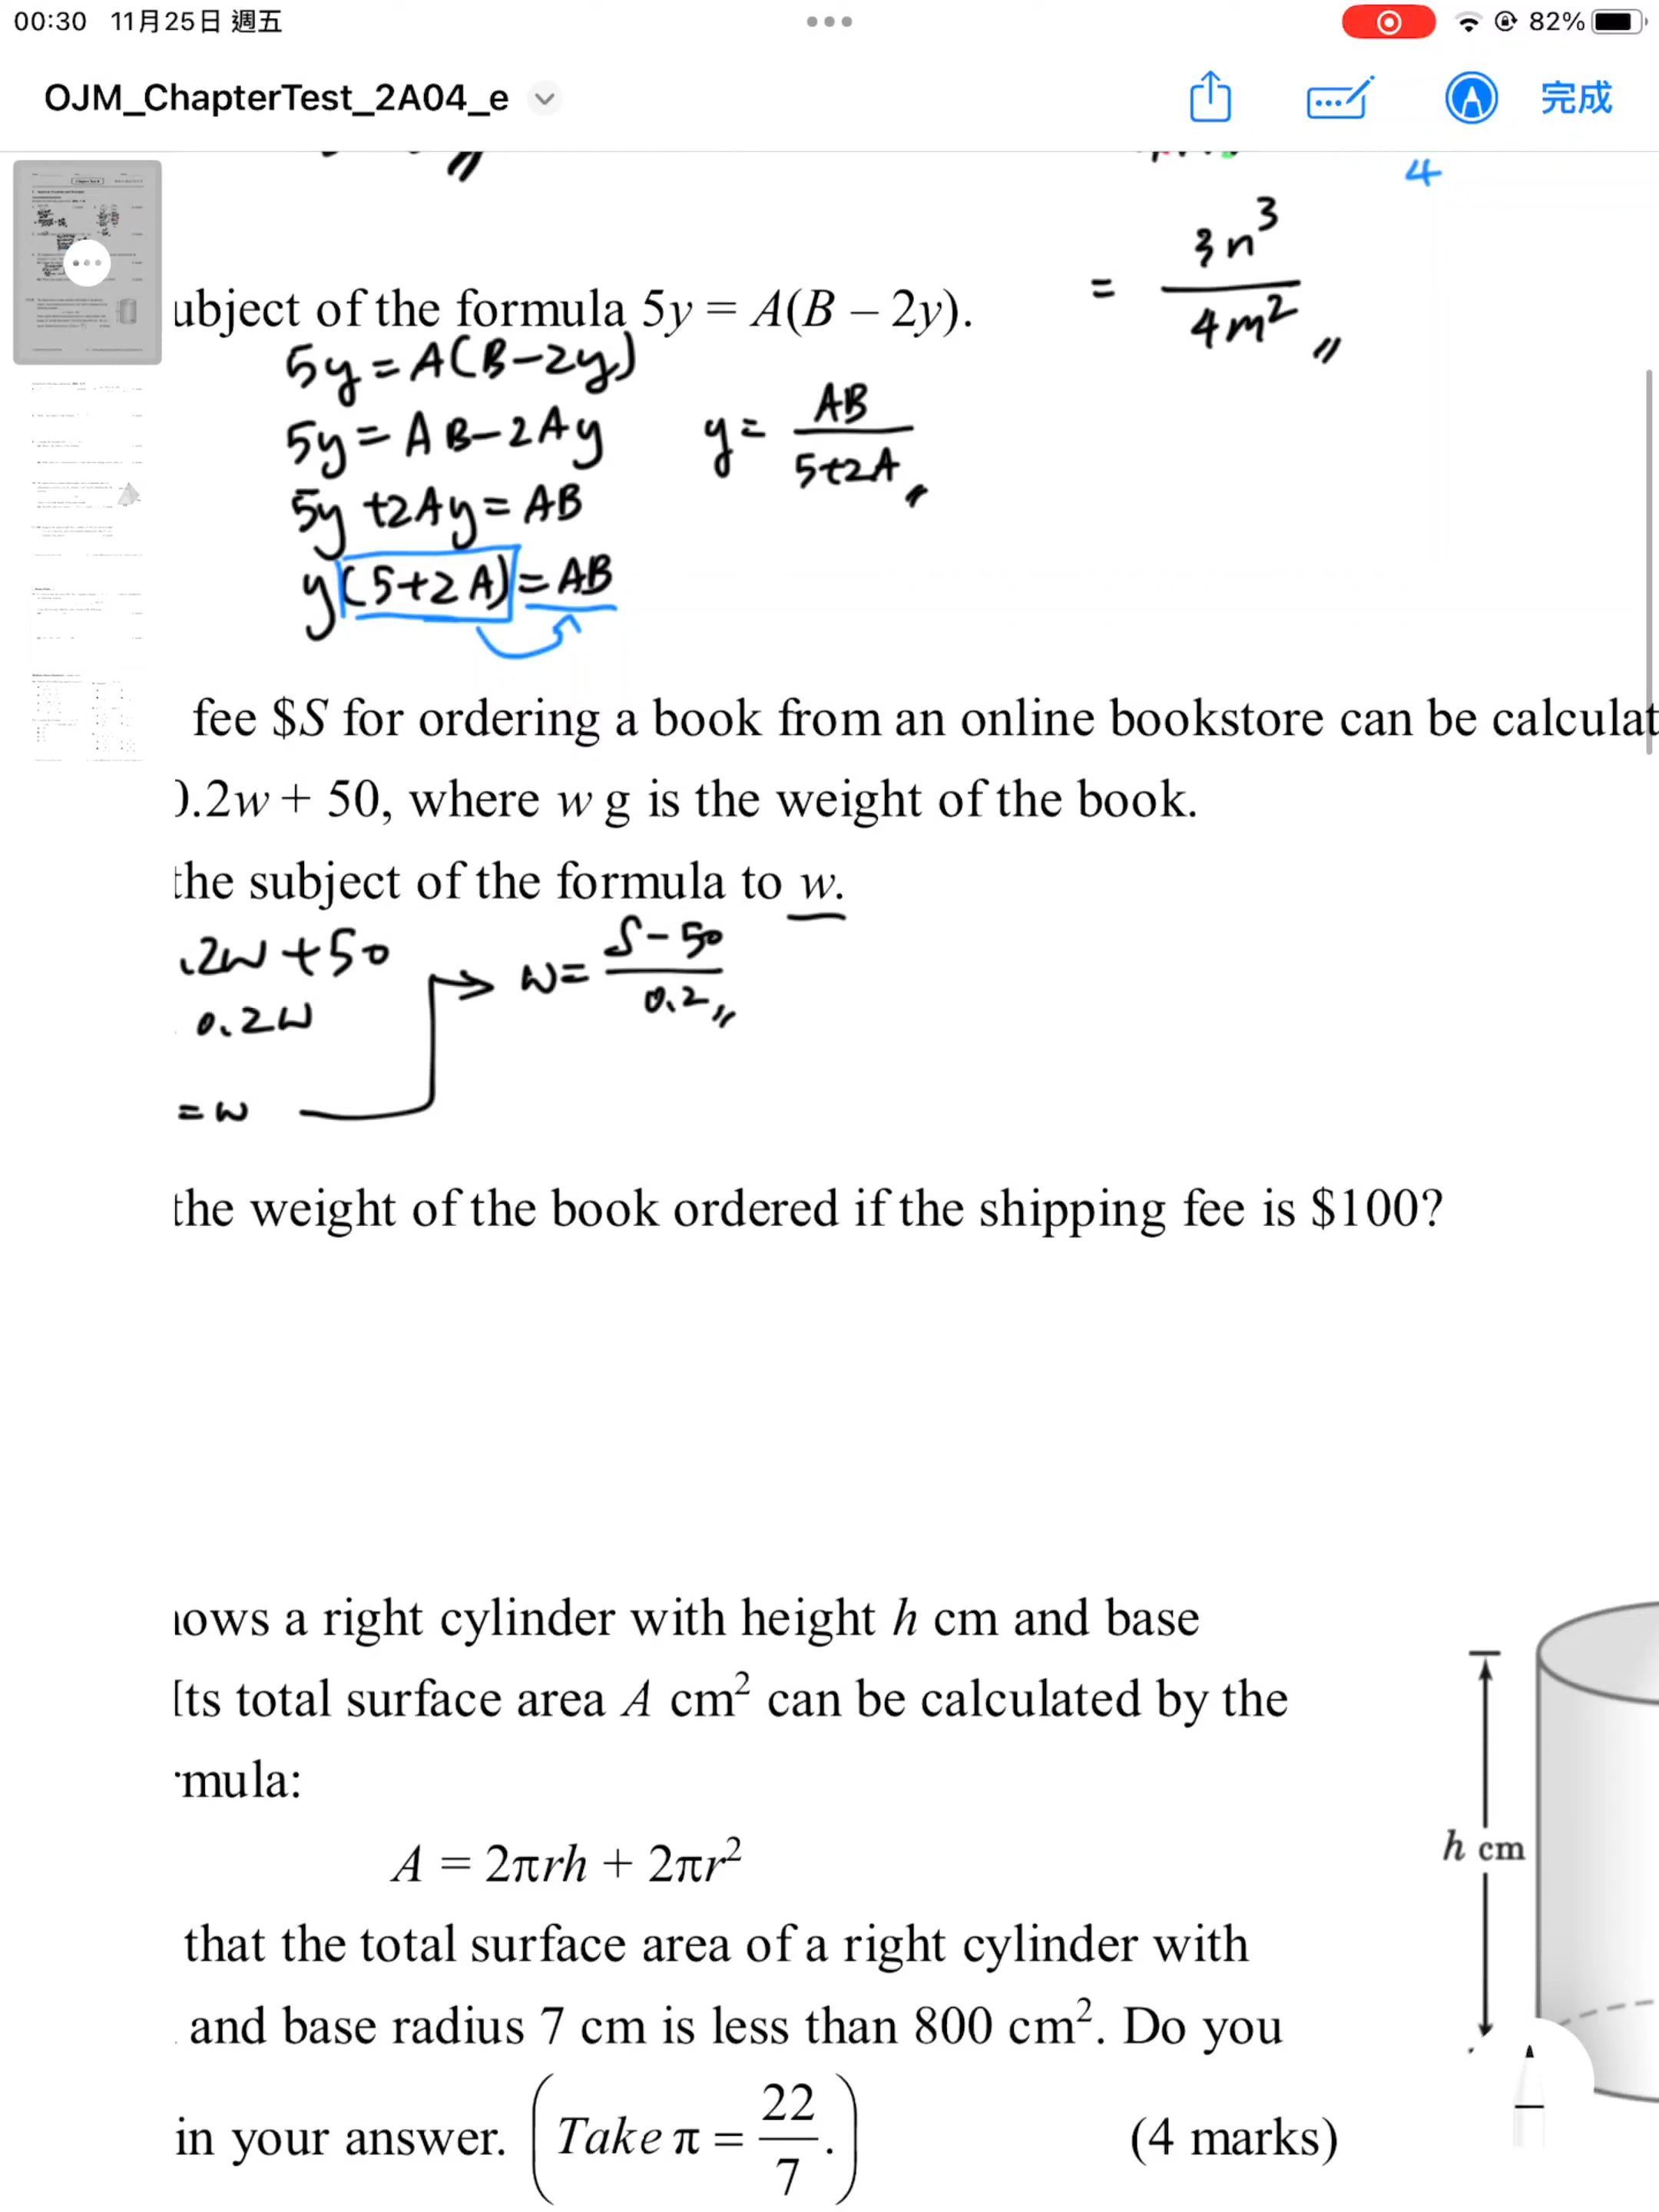 00:30 11月25日 週五
82%
OJM_ChapterTest_2A04_e
完成
4
= 3n³ / 4m²
ubject of the formula 5y = A(B – 2y).
5y = A(B-2y)
5y = AB-2Ay
y = AB / 5+2A
5y +2Ay = AB
y(5+2A) = AB
fee $S for ordering a book from an online bookstore can be calculat
0.2w + 50, where w g is the weight of the book.
the subject of the formula to w.
.2w +50
0.2w
w = S-50 / 0.2
= w
the weight of the book ordered if the shipping fee is $100?
hows a right cylinder with height h cm and base
Its total surface area A cm² can be calculated by the
rmula:
A = 2πrh + 2πr²
h cm
that the total surface area of a right cylinder with
and base radius 7 cm is less than 800 cm². Do you
in your answer. (Take π = 22/7.) (4 marks)